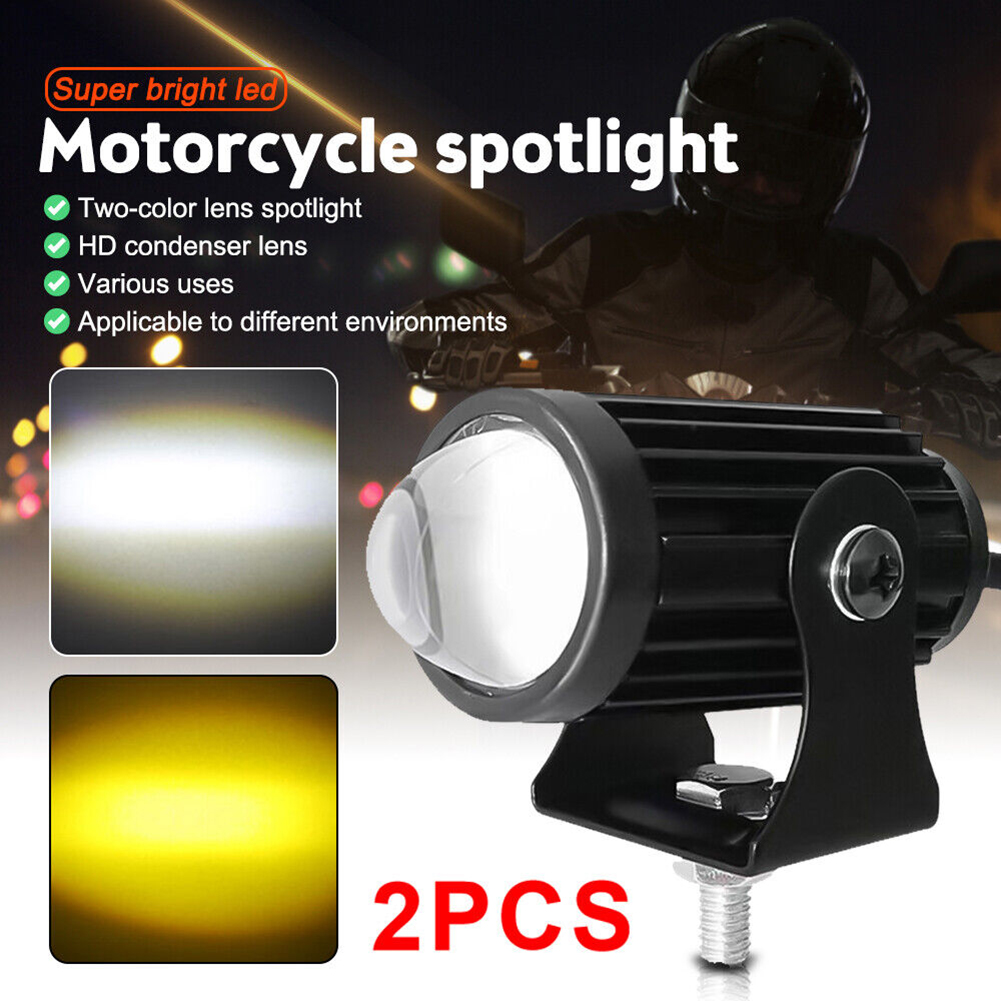 Super bright led
Motorcycle spotlight
Two-color lens spotlight
HD condenser lens
Various uses
Applicable to different environments
2PCS